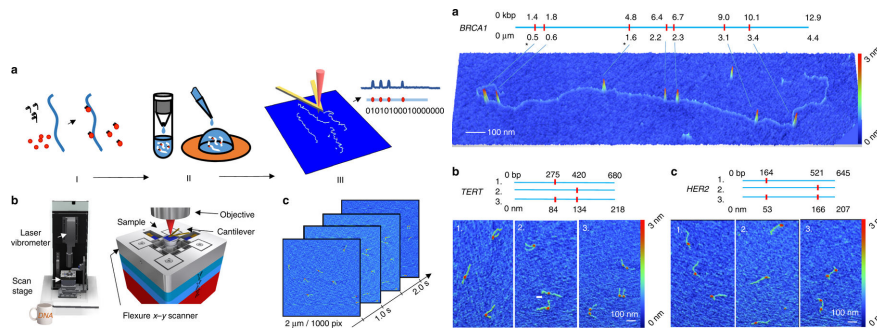 a
I
II
III
01010100010000000
b
Laser
vibrometer
Scan
stage
DNA
Sample
Objective
Cantilever
Flexure x–y scanner
c
2 μm / 1000 pix
1.0 s
2.0 s
a
0 kbp 1.4 1.8 4.8 6.4 6.7 9.0 10.1 12.9
BRCA1
0 μm 0.5 0.6 1.6 2.2 2.3 3.1 3.4 4.4
* *
3 nm
0 nm
100 nm
b
0 bp 275 420 680
1.
TERT 2.
3.
0 nm 84 134 218
1. 2. 3.
100 nm
3 nm
0 nm
c
0 bp 164 521 645
1.
HER2 2.
3.
0 nm 53 166 207
1. 2. 3.
100 nm
3 nm
0 nm